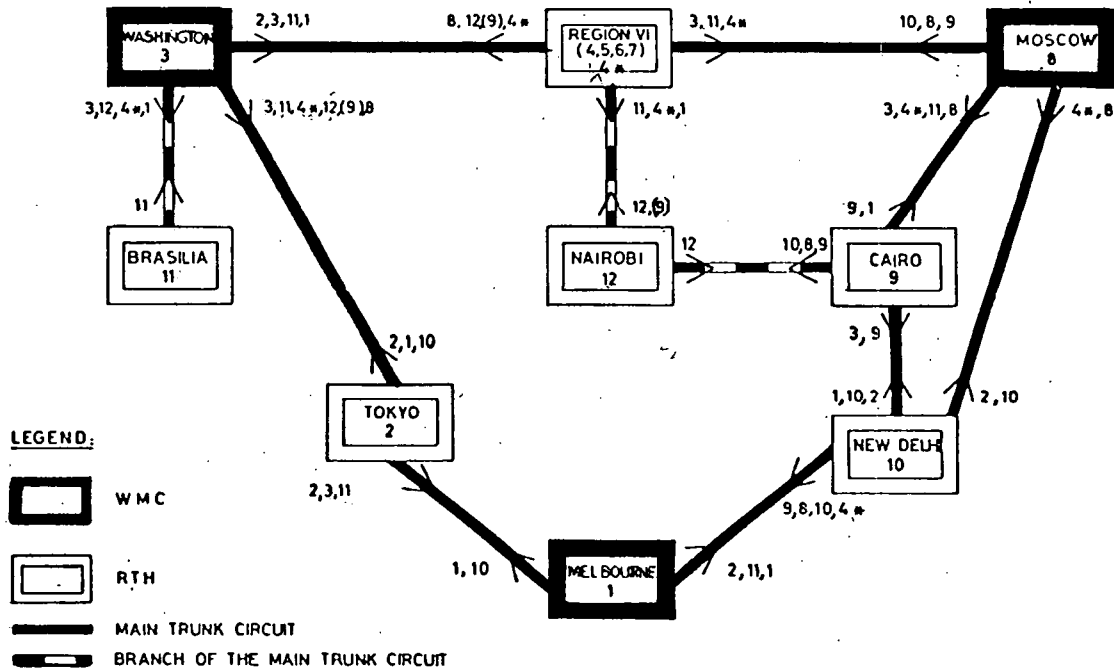 2,3,11,1
8,12(9),4*
3,11,4*
10,8,9
WASHINGTON
3
REGION VI
(4,5,6,7)
4*
MOSCOW
8
3,12,4*,1
3,11,4*,12,(9),8
11,4*,1
3,4*,11,8
4*,8
11
12,(9)
9,1
BRASILIA
11
NAIROBI
12
12
10,8,9
CAIRO
9
2,1,10
3,9
1,10,2
2,10
TOKYO
2
NEW DELHI
10
LEGEND:
WMC
2,3,11
9,8,10,4*
RTH
1,10
MELBOURNE
1
2,11,1
MAIN TRUNK CIRCUIT
BRANCH OF THE MAIN TRUNK CIRCUIT